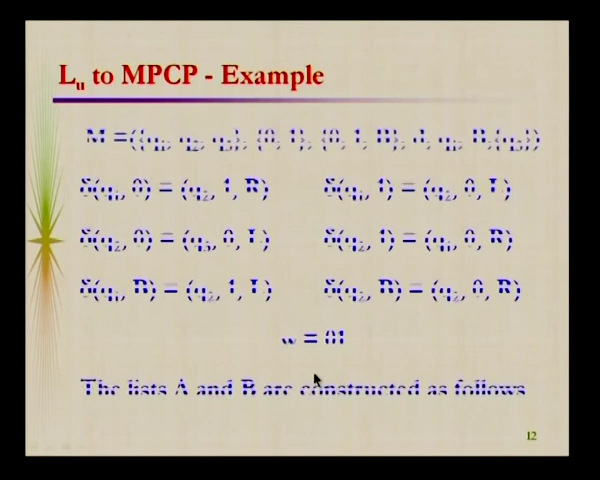 L_u to MPCP - Example
M =({q₁, q₂, q₃}, {0, 1}, {0, 1, B}, δ, q₁, B,{q₃})
δ(q₁, 0) = (q₂, 1, R) δ(q₁, 1) = (q₂, 0, L)
δ(q₂, 0) = (q₃, 0, L) δ(q₂, 1) = (q₁, 0, R)
δ(q₁, B) = (q₂, 1, L) δ(q₂, B) = (q₂, 0, R)
w = 01
The lists A and B are constructed as follows
12